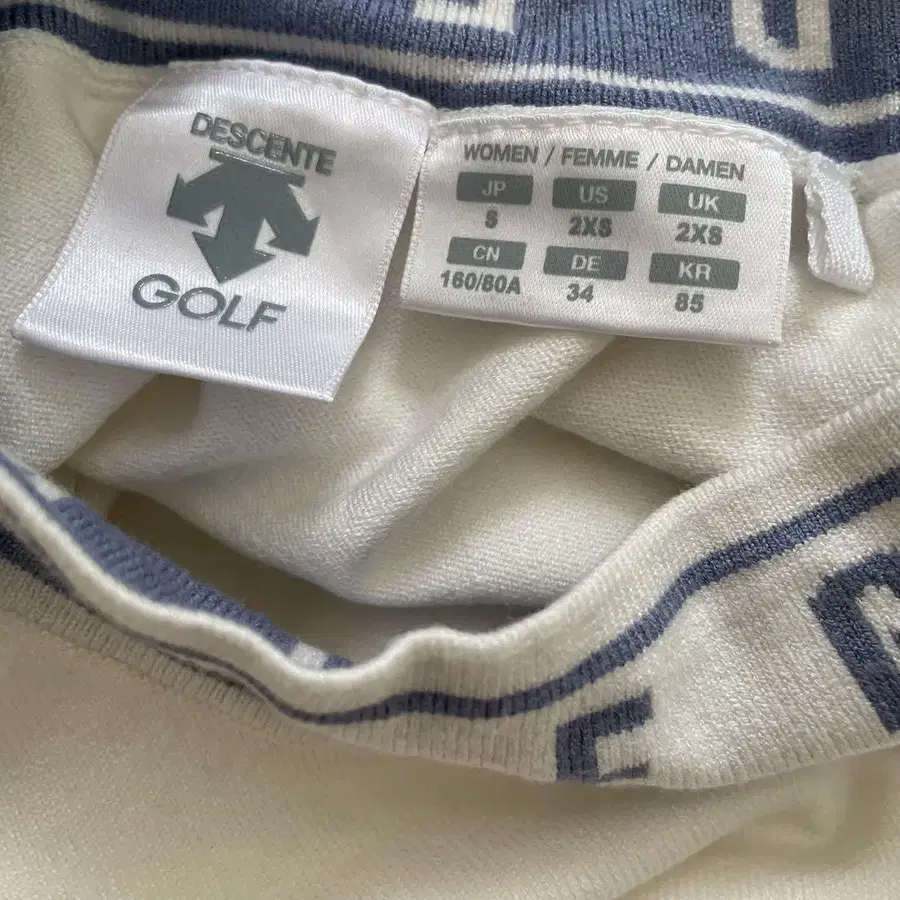 DESCENTE
GOLF
WOMEN / FEMME / DAMEN
JP US UK
S 2XS 2XS
CN DE KR
160/80A 34 85